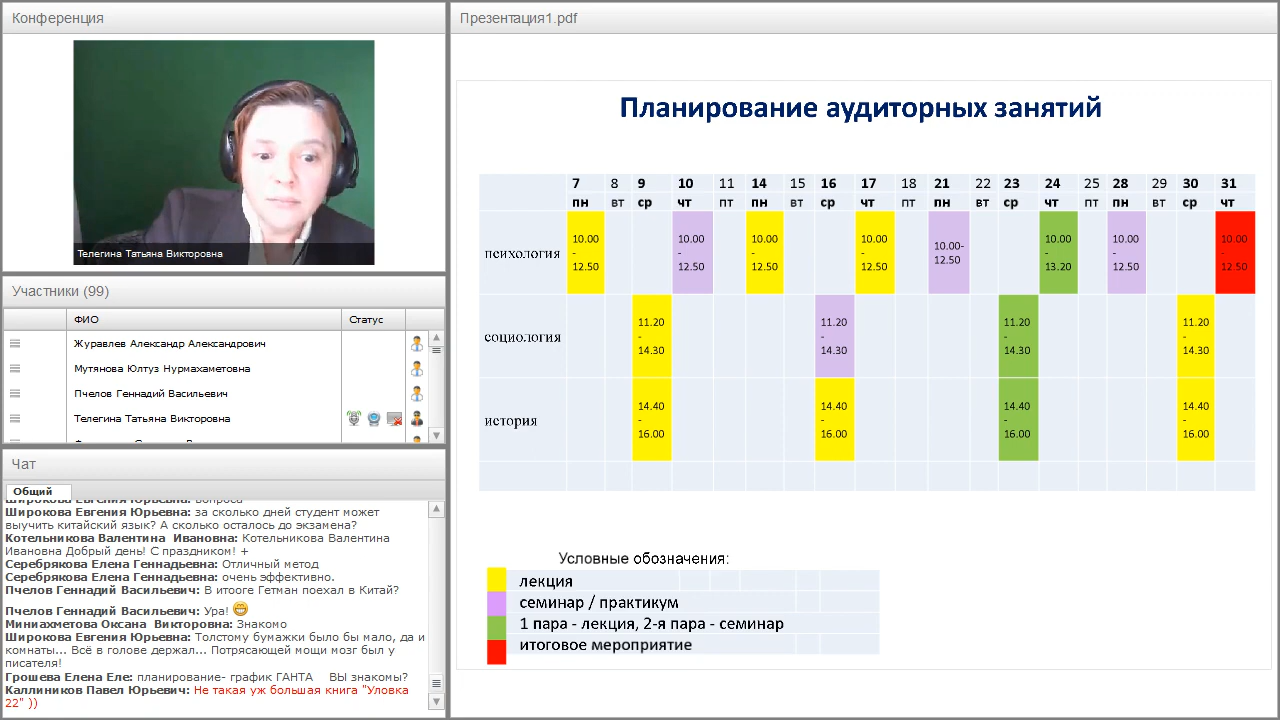 Конференция
Телегина Татьяна Викторовна
Участники (99)
ФИО Статус
Журавлев Александр Александрович
Мутянова Юлтуз Нурмахаметовна
Пчелов Геннадий Васильевич
Телегина Татьяна Викторовна
Чат
Общий
Широкова Евгения Юрьевна: вопроса
Широкова Евгения Юрьевна: за сколько дней студент может
выучить китайский язык? А сколько осталось до экзамена?
Котельникова Валентина Ивановна: Котельникова Валентина
Ивановна Добрый день! С праздником! +
Серебрякова Елена Геннадьевна: Отличный метод
Серебрякова Елена Геннадьевна: очень эффективно.
Пчелов Геннадий Васильевич: В итоге Гетман поехал в Китай?
Пчелов Геннадий Васильевич: Ура!
Миниахметова Оксана Викторовна: Знакомо
Широкова Евгения Юрьевна: Толстому бумажки было бы мало, да и
комнаты... Всё в голове держал... Потрясающей мощи мозг был у
писателя!
Грошева Елена Еле: планирование- график ГАНТА ВЫ знакомы?
Каллиников Павел Юрьевич: Не такая уж большая книга "Уловка
22" ))
Презентация1.pdf
Планирование аудиторных занятий
7 8 9 10 11 14 15 16 17 18 21 22 23 24 25 28 29 30 31
пн вт ср чт пт пн вт ср чт пт пн вт ср чт пт пн вт ср чт
психология 10.00 - 12.50 10.00 - 12.50 10.00 - 12.50 10.00 - 12.50 10.00- 12.50 10.00 - 13.20 10.00 - 12.50 10.00 - 12.50
социология 11.20 - 14.30 11.20 - 14.30 11.20 - 14.30 11.20 - 14.30
история 14.40 - 16.00 14.40 - 16.00 14.40 - 16.00 14.40 - 16.00
Условные обозначения:
лекция
семинар / практикум
1 пара - лекция, 2-я пара - семинар
итоговое мероприятие